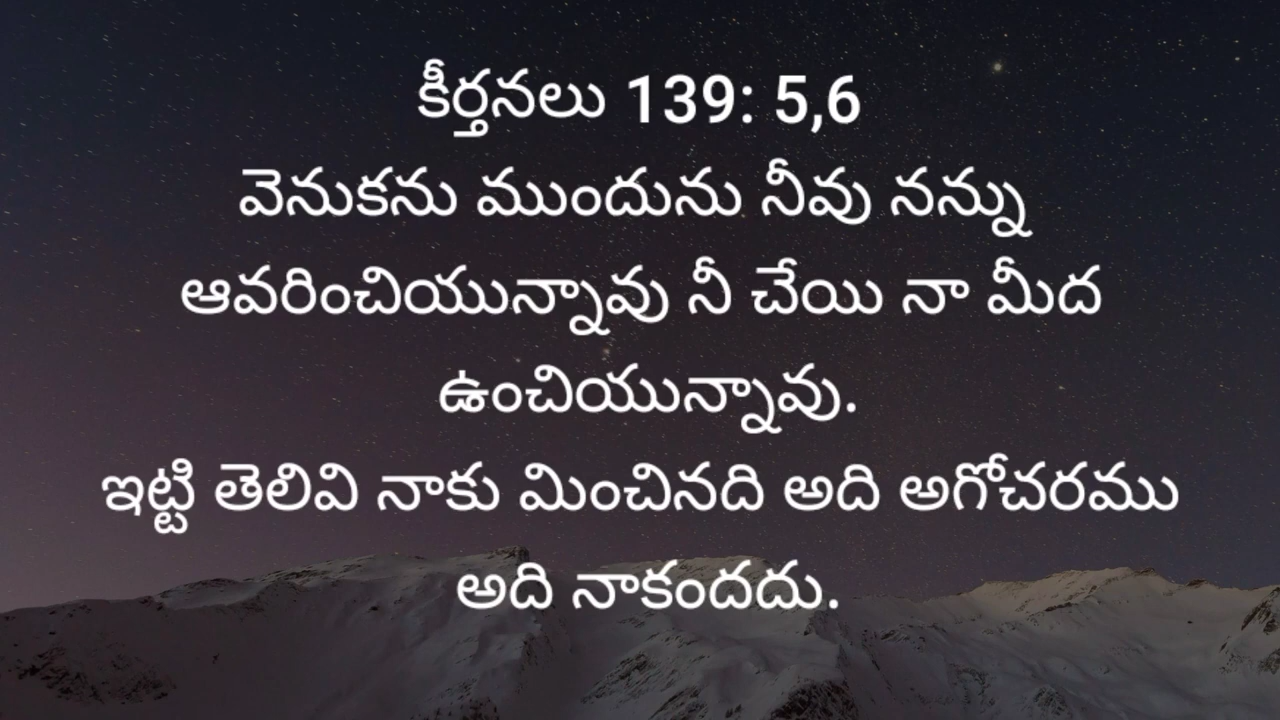 కీర్తనలు 139: 5,6
వెనుకను ముందును నీవు నన్ను
ఆవరించియున్నావు నీ చేయి నా మీద
ఉంచియున్నావు.
ఇట్టి తెలివి నాకు మించినది అది అగోచరము
అది నాకందదు.